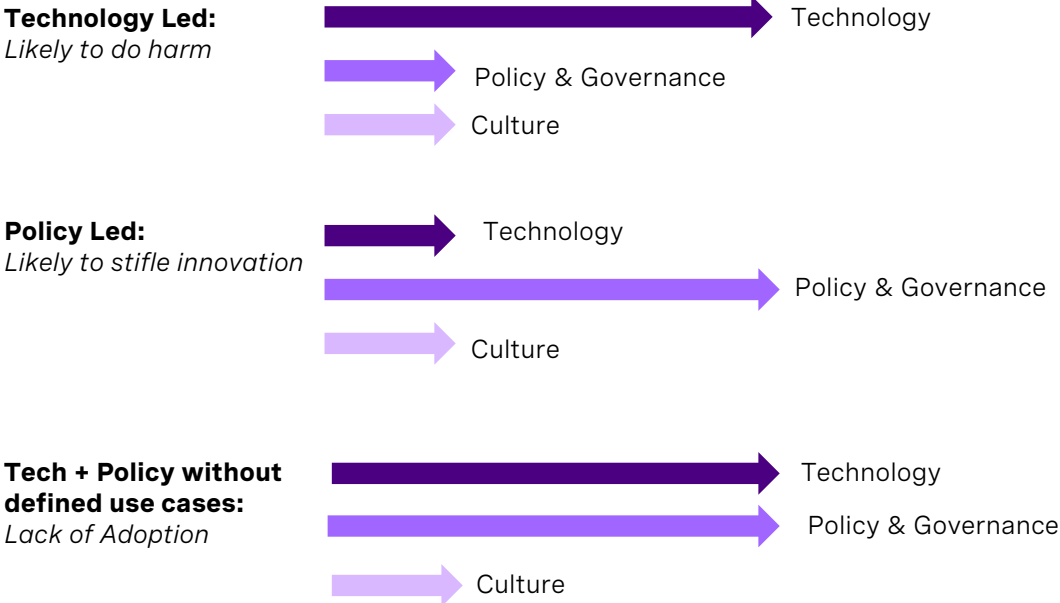 Technology Led:
Likely to do harm
Technology
Policy & Governance
Culture
Policy Led:
Likely to stifle innovation
Technology
Policy & Governance
Culture
Tech + Policy without
defined use cases:
Lack of Adoption
Technology
Policy & Governance
Culture